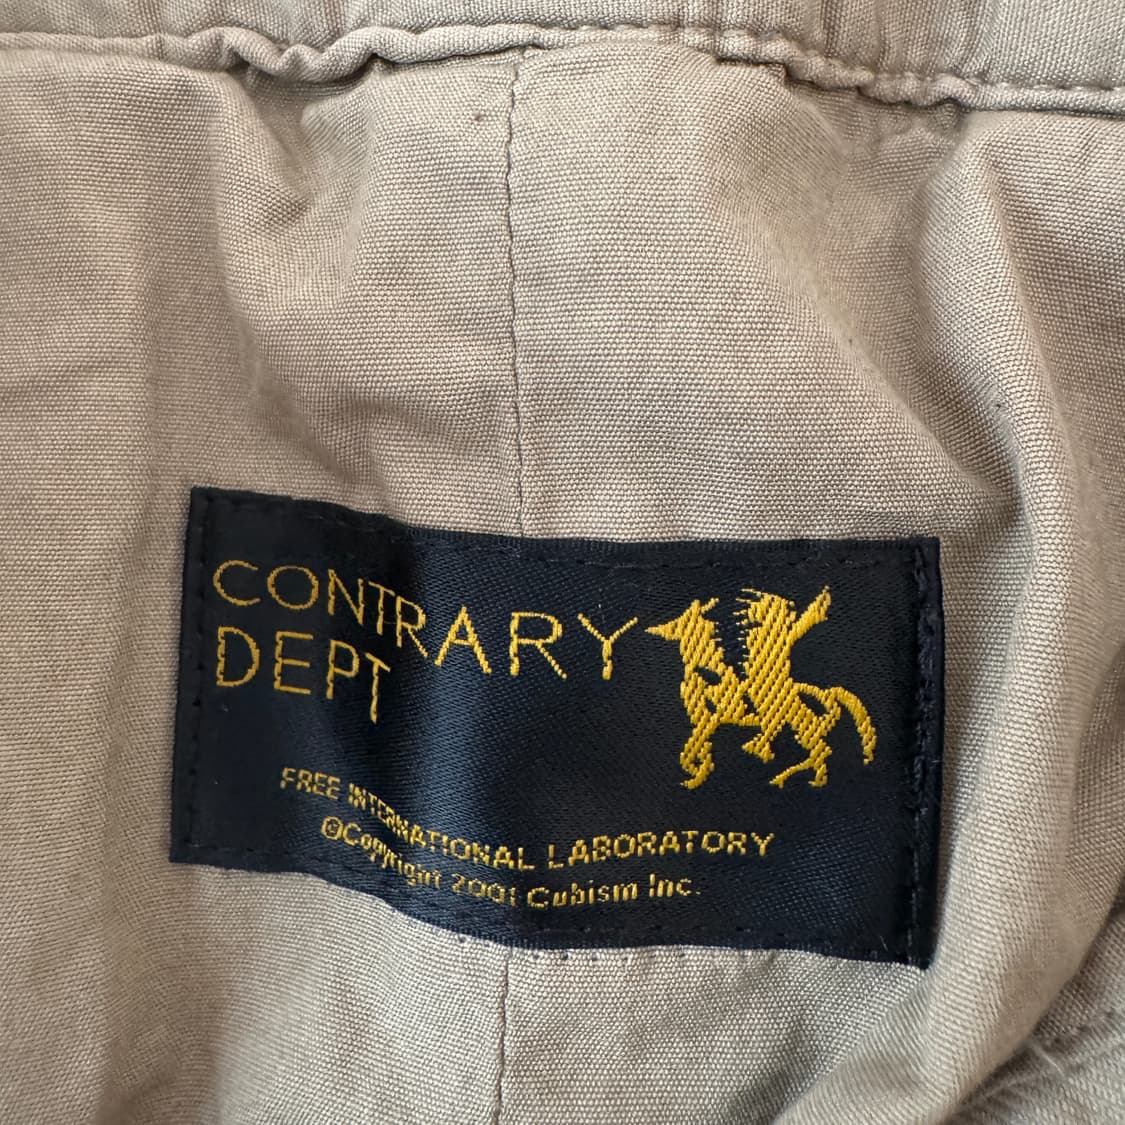 CONTRARY
DEPT
FREE INTERNATIONAL LABORATORY
©Copyright 2001 Cubism Inc.